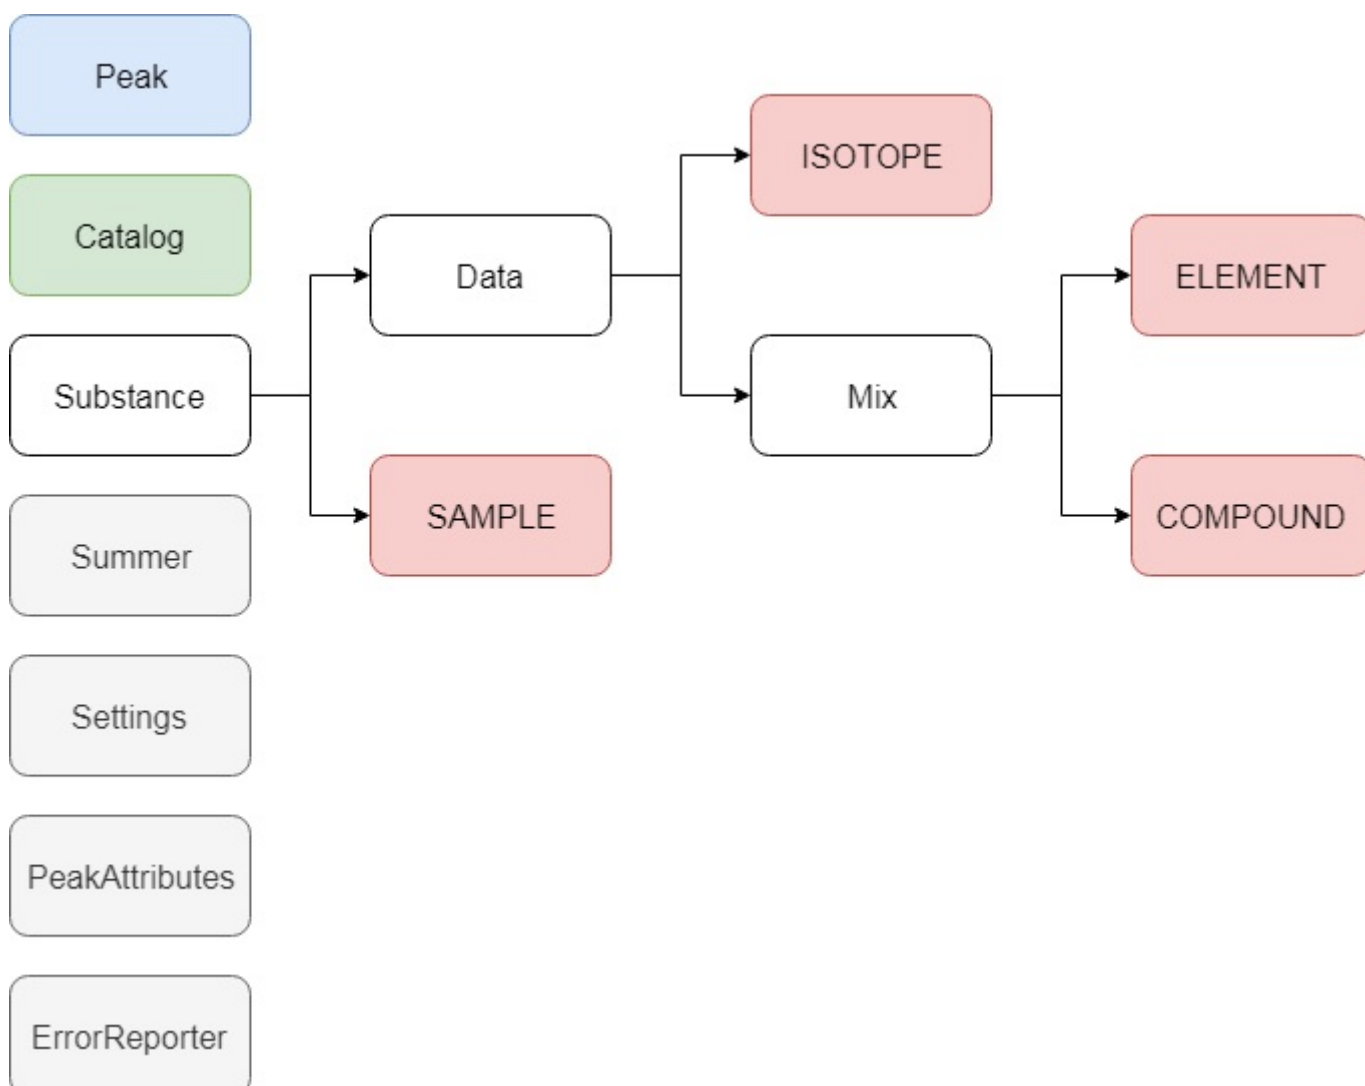 Peak
ISOTOPE
Catalog
Data
ELEMENT
Substance
Mix
SAMPLE
COMPOUND
Summer
Settings
PeakAttributes
ErrorReporter